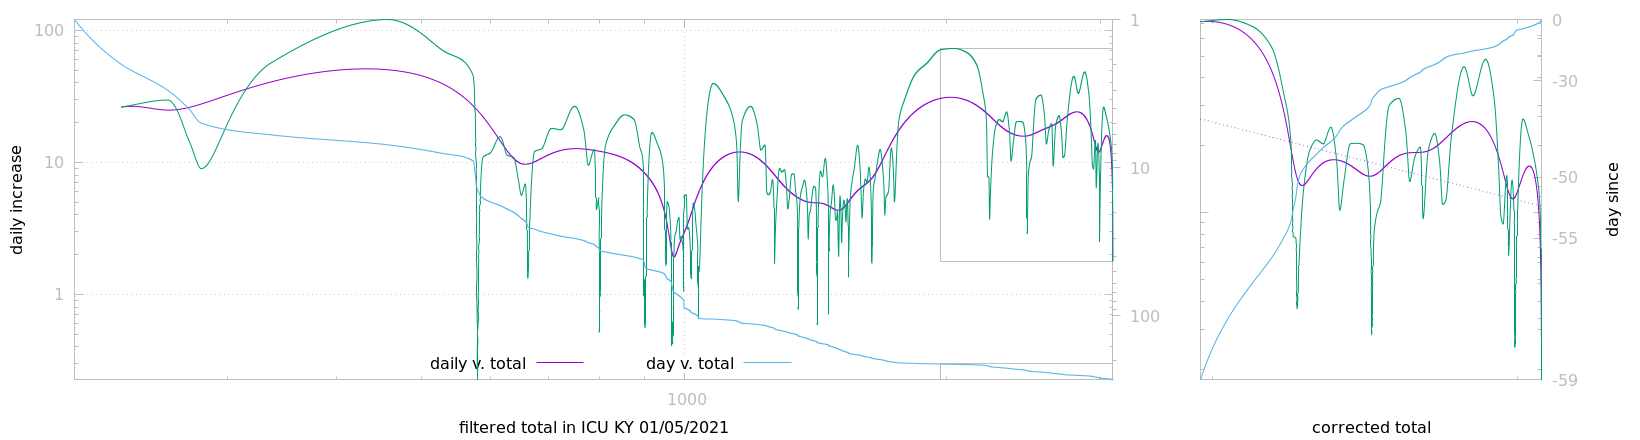 100
10
1
daily increase
1
10
100
daily v. total
day v. total
1000
filtered total in ICU KY 01/05/2021
0
-30
-50
-55
-59
day since
corrected total